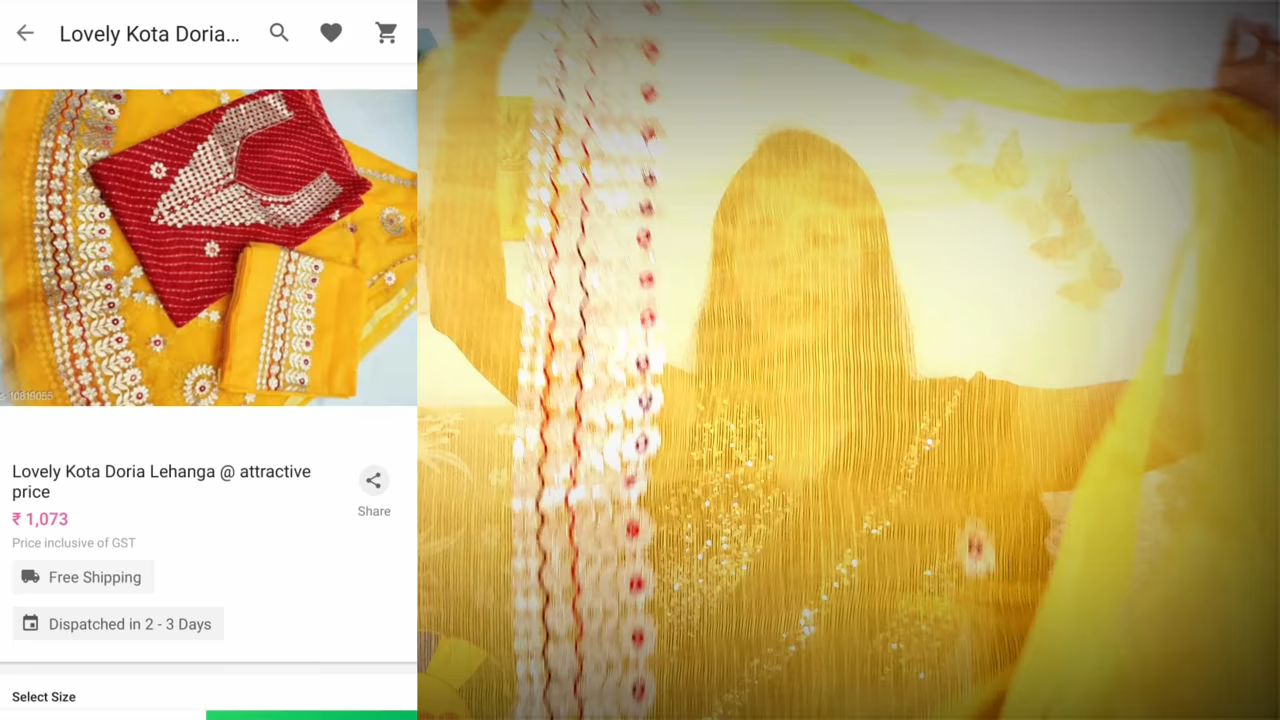 Lovely Kota Doria...
-10819055
Lovely Kota Doria Lehanga @ attractive
price
₹ 1,073
Share
Price inclusive of GST
Free Shipping
Dispatched in 2 - 3 Days
Select Size